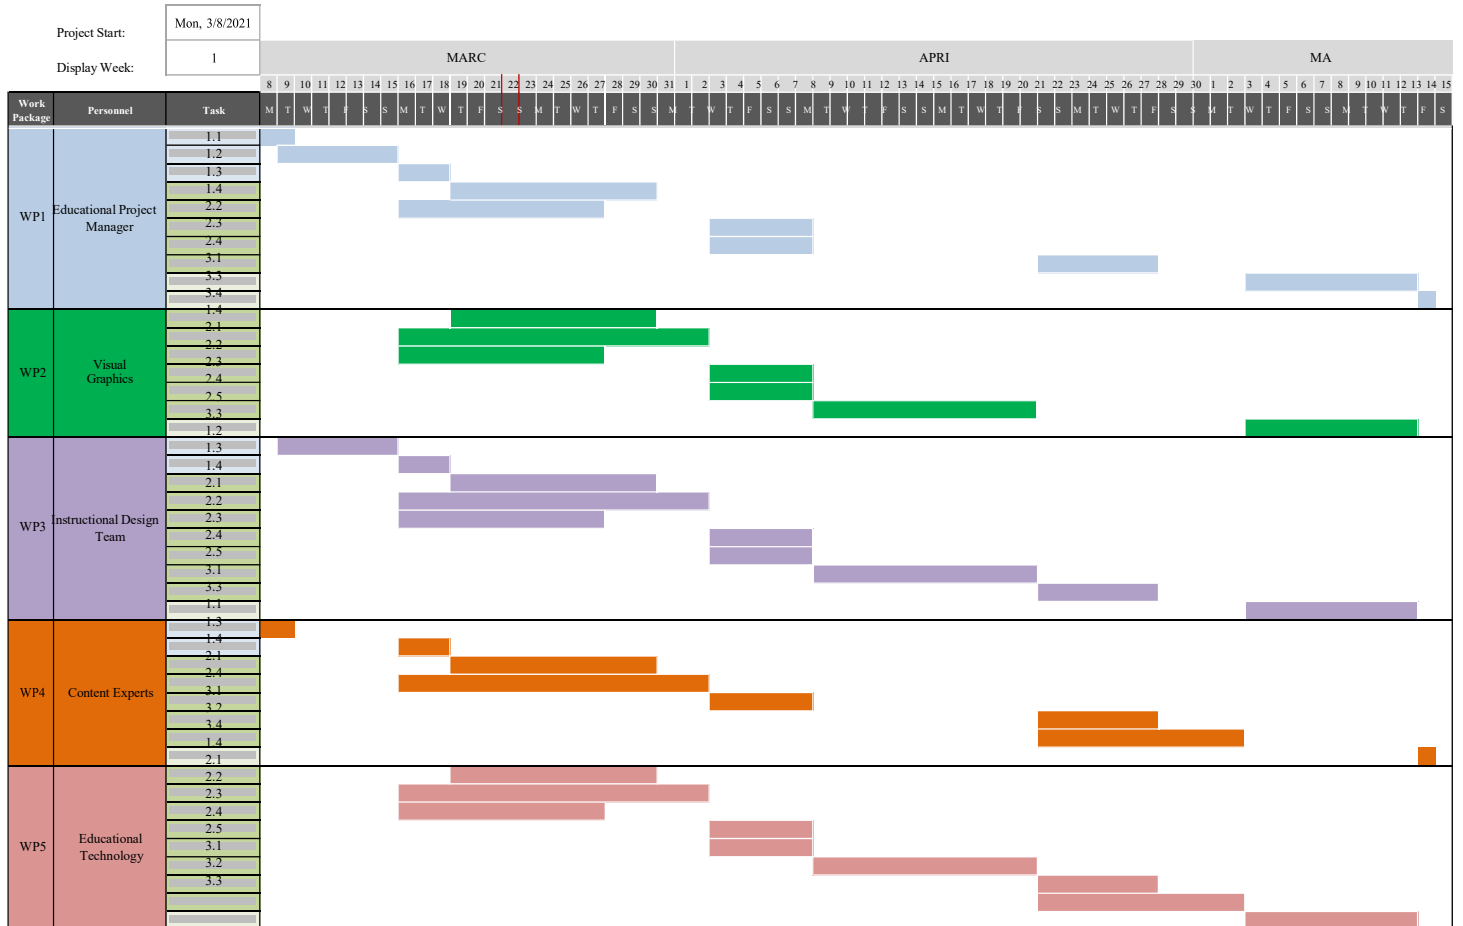 Project Start:
Mon, 3/8/2021
Display Week:
1
MARC
APRI
MA
8 9 10 11 12 13 14 15 16 17 18 19 20 21 22 23 24 25 26 27 28 29 30 31 1 2 3 4 5 6 7 8 9 10 11 12 13 14 15 16 17 18 19 20 21 22 23 24 25 26 27 28 29 30 1 2 3 4 5 6 7 8 9 10 11 12 13 14 15
Work
Package
Personnel
Task
M T W T F S S M T W T F S S M T W T F S S M T W T F S S M T W T F S S M T W T F S S M T W T F S S M T W T F S S M T W T F S S M T W T F S
WP1
Educational Project
Manager
1.1
1.2
1.3
1.4
2.2
2.3
2.4
3.1
3.3
3.4
WP2
Visual
Graphics
1.4
2.1
2.2
2.3
2.4
2.5
3.3
1.2
WP3
Instructional Design
Team
1.3
1.4
2.1
2.2
2.3
2.4
2.5
3.1
3.3
1.1
WP4
Content Experts
1.3
1.4
2.1
2.4
3.1
3.2
3.4
1.4
2.1
WP5
Educational
Technology
2.2
2.3
2.4
2.5
3.1
3.2
3.3